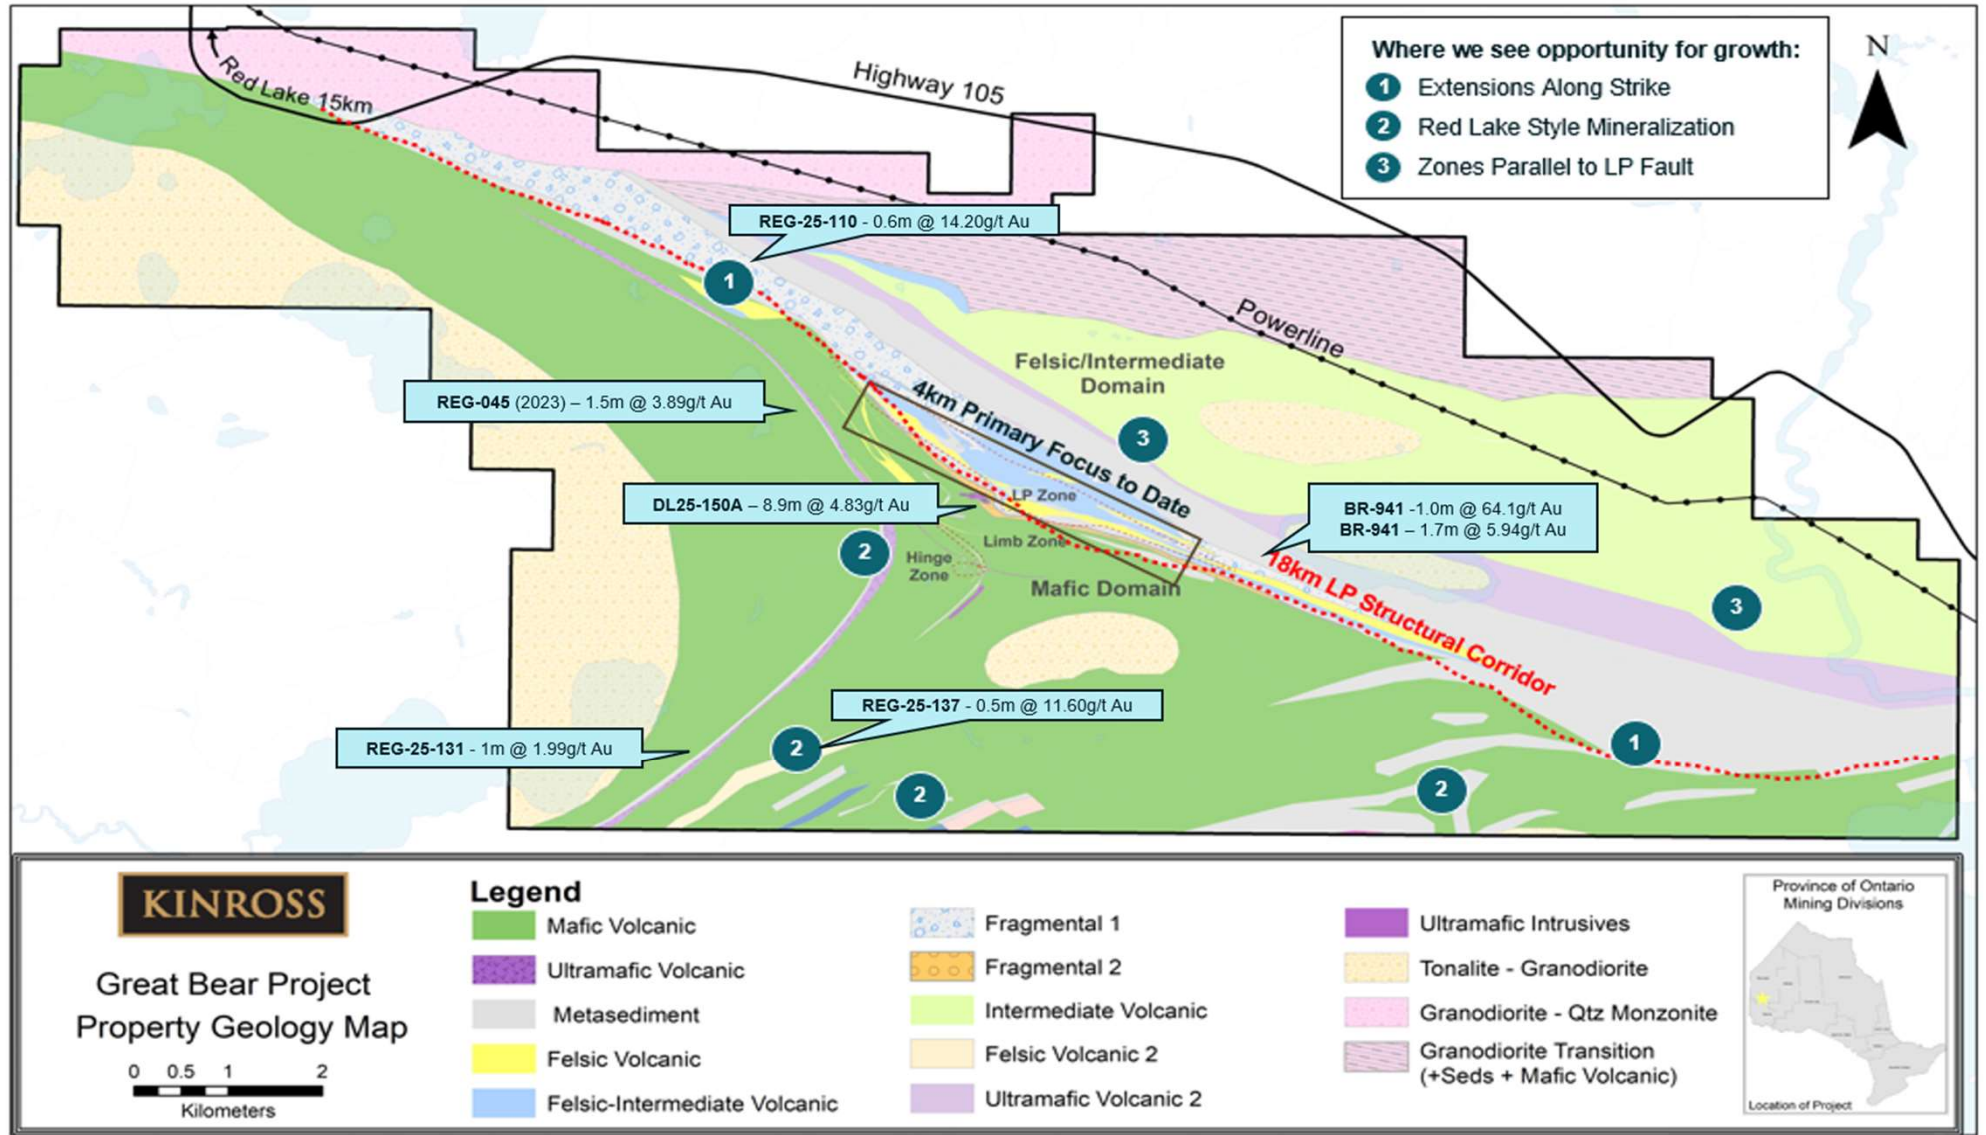 Where we see opportunity for growth:
1 Extensions Along Strike
2 Red Lake Style Mineralization
3 Zones Parallel to LP Fault
N
Highway 105
Red Lake 15km
REG-25-110 - 0.6m @ 14.20g/t Au
1
Powerline
Felsic/Intermediate
Domain
REG-045 (2023) – 1.5m @ 3.89g/t Au
4km Primary Focus to Date
3
LP Zone
DL25-150A – 8.9m @ 4.83g/t Au
BR-941 -1.0m @ 64.1g/t Au
BR-941 – 1.7m @ 5.94g/t Au
Limb Zone
2
Hinge
Zone
Mafic Domain
18km LP Structural Corridor
3
REG-25-137 - 0.5m @ 11.60g/t Au
REG-25-131 - 1m @ 1.99g/t Au
2
1
2
2
KINROSS
Great Bear Project
Property Geology Map
0 0.5 1 2
Kilometers
Legend
Mafic Volcanic
Ultramafic Volcanic
Metasediment
Felsic Volcanic
Felsic-Intermediate Volcanic
Fragmental 1
Fragmental 2
Intermediate Volcanic
Felsic Volcanic 2
Ultramafic Volcanic 2
Ultramafic Intrusives
Tonalite - Granodiorite
Granodiorite - Qtz Monzonite
Granodiorite Transition
(+Seds + Mafic Volcanic)
Province of Ontario
Mining Divisions
Location of Project